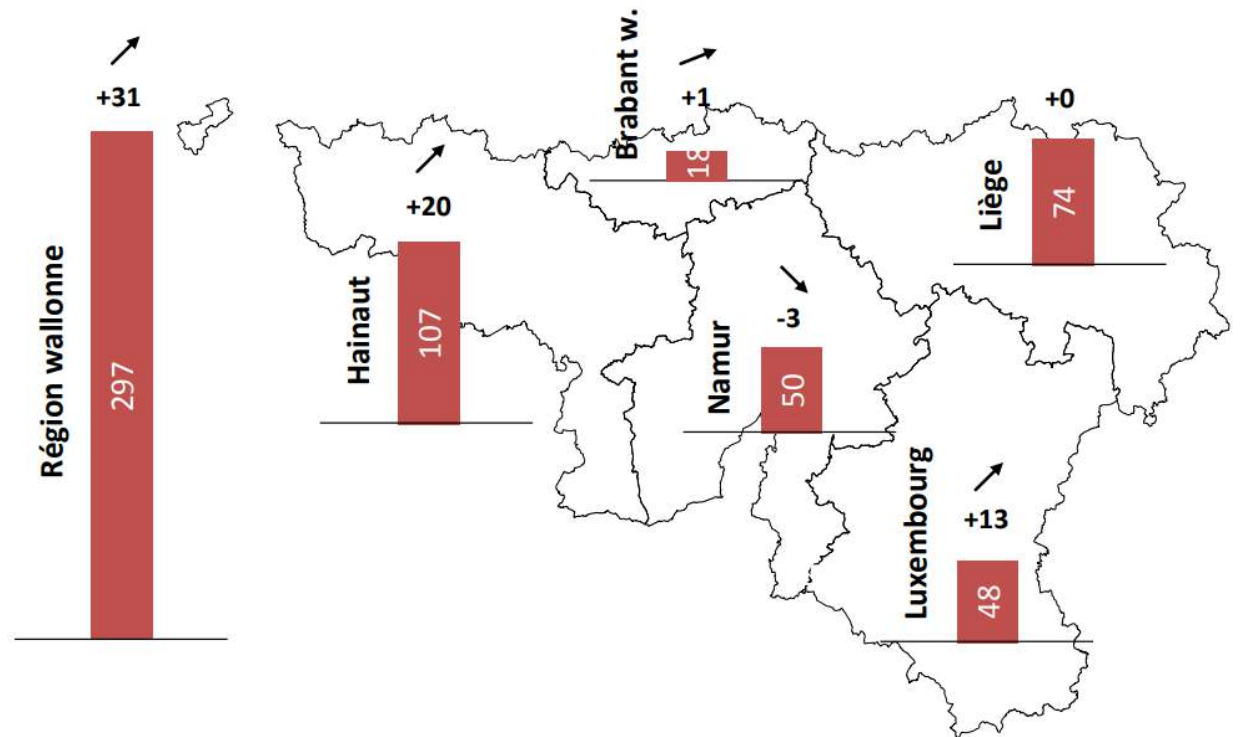 +31
Région wallonne
297
+20
Hainaut
107
Brabant w.
+1
18
+0
Liège
74
-3
Namur
50
+13
Luxembourg
48